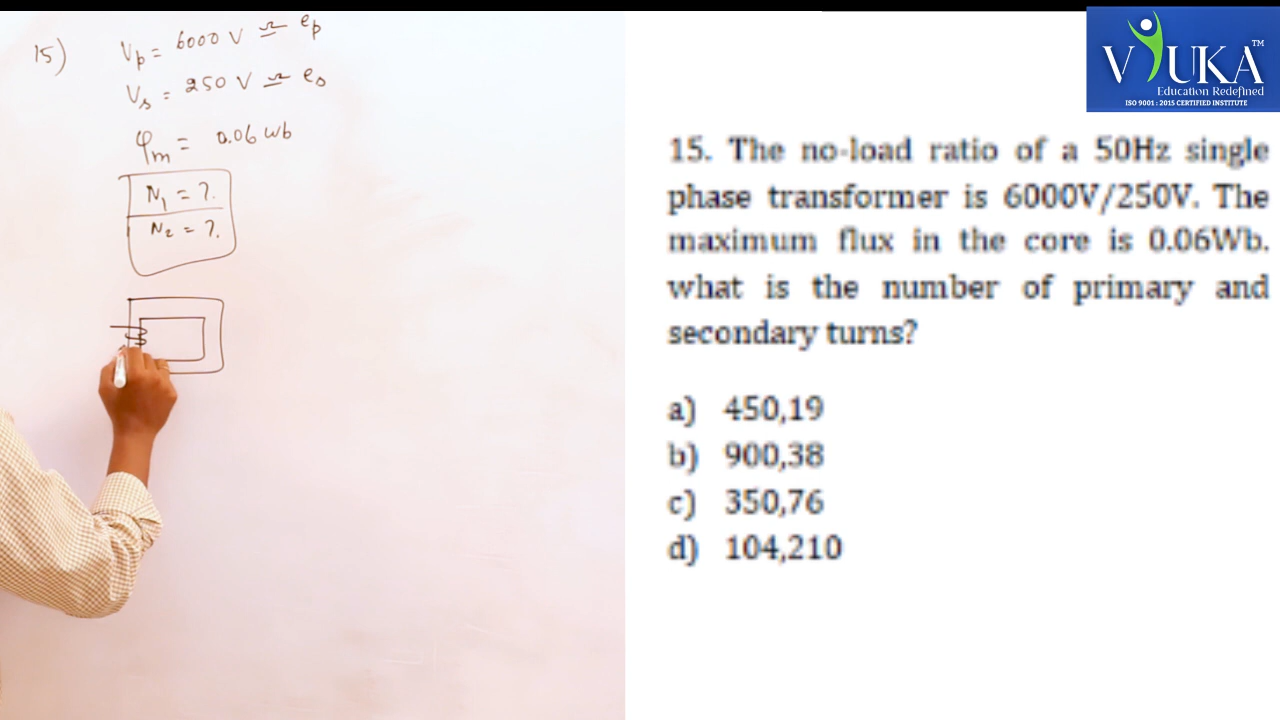 15)
Vp = 6000 V ≃ ep
Vs = 250 V ≃ es
φm = 0.06 wb
N1 = ?.
N2 = ?.
VYUKA™
Education Redefined
ISO 9001 : 2015 CERTIFIED INSTITUTE
15. The no-load ratio of a 50Hz single
phase transformer is 6000V/250V. The
maximum flux in the core is 0.06Wb.
what is the number of primary and
secondary turns?
a) 450,19
b) 900,38
c) 350,76
d) 104,210